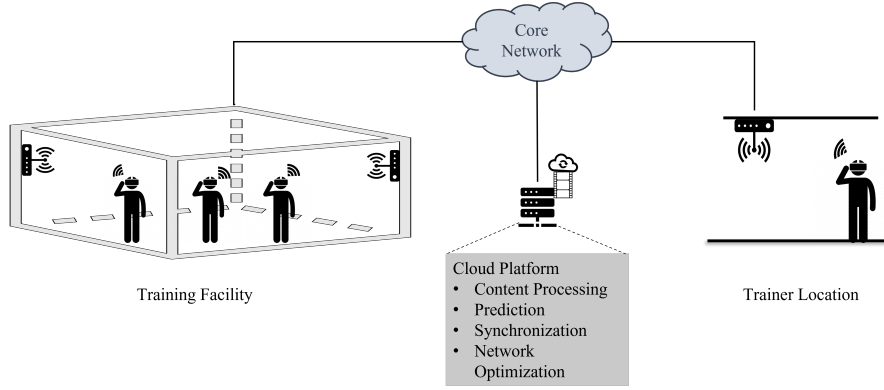 Core
Network
Training Facility
Cloud Platform
• Content Processing
• Prediction
• Synchronization
• Network
Optimization
Trainer Location